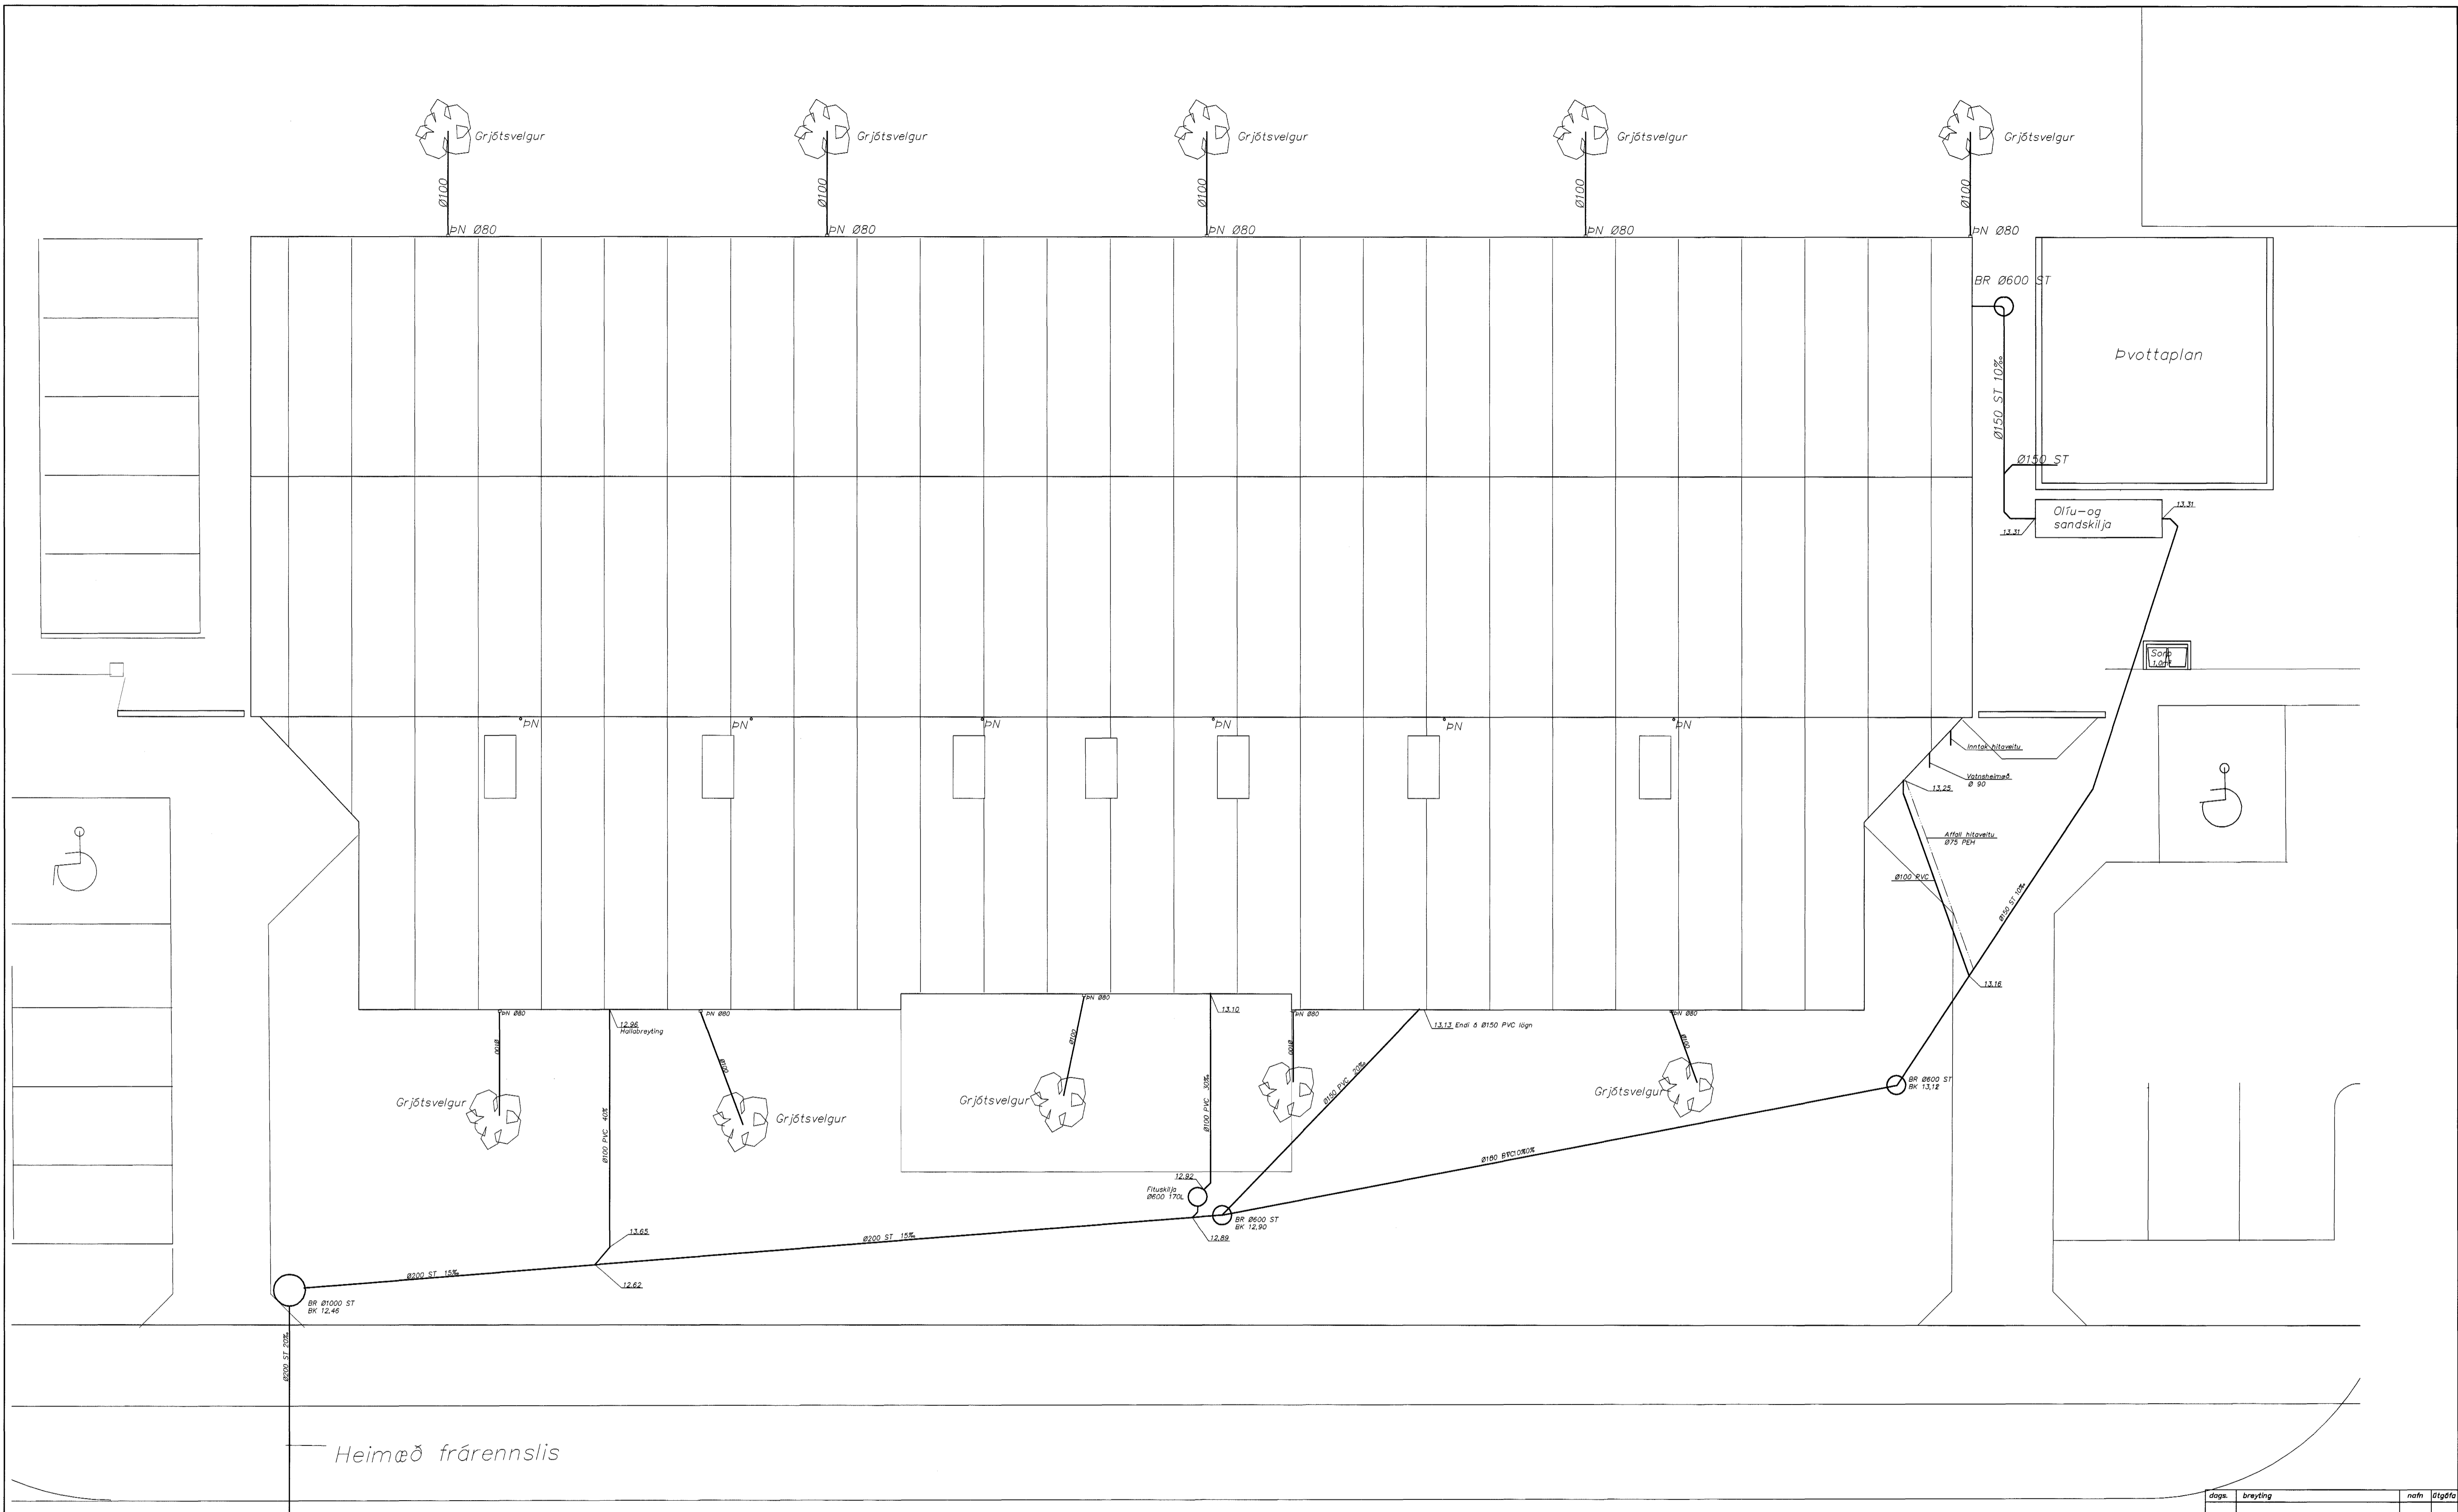 Grjótsvelgur
Grjótsvelgur
Grjótsvelgur
Grjótsvelgur
Grjótsvelgur
Ø100
Ø100
Ø100
Ø100
Ø100
ÞN Ø80
ÞN Ø80
ÞN Ø80
ÞN Ø80
ÞN Ø80
BR Ø600 ST
Þvottaplan
Ø150 ST 10‰
Ø150 ST
Olíu-og
sandskilja
13.31
13.31
Sorp
ÞN
ÞN
ÞN
ÞN
ÞN
ÞN
Inntak hitaveitu
Vatnsheimæð
Ø 90
13.25
Affall hitaveitu
Ø75 PEH
Ø100 PVC
Ø150 ST 10‰
13.16
ÞN Ø80
12.96
Hallabreyting
ÞN Ø80
ÞN Ø80
13.10
ÞN Ø80
13.13 Endi á Ø150 PVC lögn
ÞN Ø80
Ø100
Ø100
Ø100
Ø100
Ø100
Grjótsvelgur
Grjótsvelgur
Grjótsvelgur
Grjótsvelgur
Ø100 PVC 40‰
Ø100 PVC 30‰
Ø150 PVC 20‰
BR Ø600 ST
BK 13,12
12.92
Fituskilja
Ø600 170L
BR Ø600 ST
BK 12,90
12.89
13.65
Ø200 ST 15‰
Ø200 ST 15‰
12.62
BR Ø1000 ST
BK 12,46
Ø200 ST 20‰
Heimæð frárennslis
dags. breyting nafn útgáfa